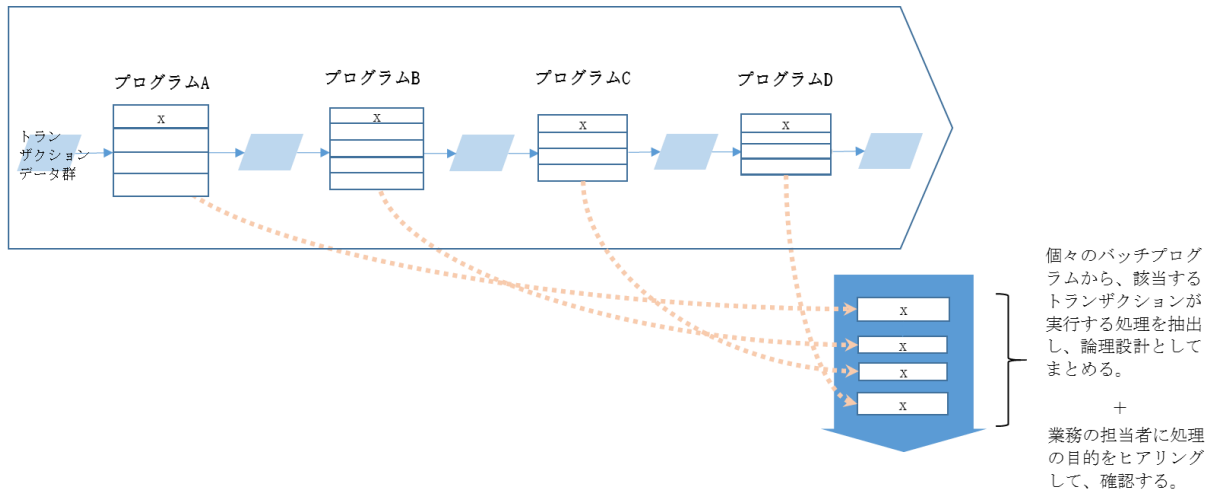 プログラムA
プログラムB
プログラムC
プログラムD
x
x
x
x
トラン
ザクション
データ群
x
x
x
x
個々のバッチプログ
ラムから、該当する
トランザクションが
実行する処理を抽出
し、論理設計として
まとめる。
+
業務の担当者に処理
の目的をヒアリング
して、確認する。